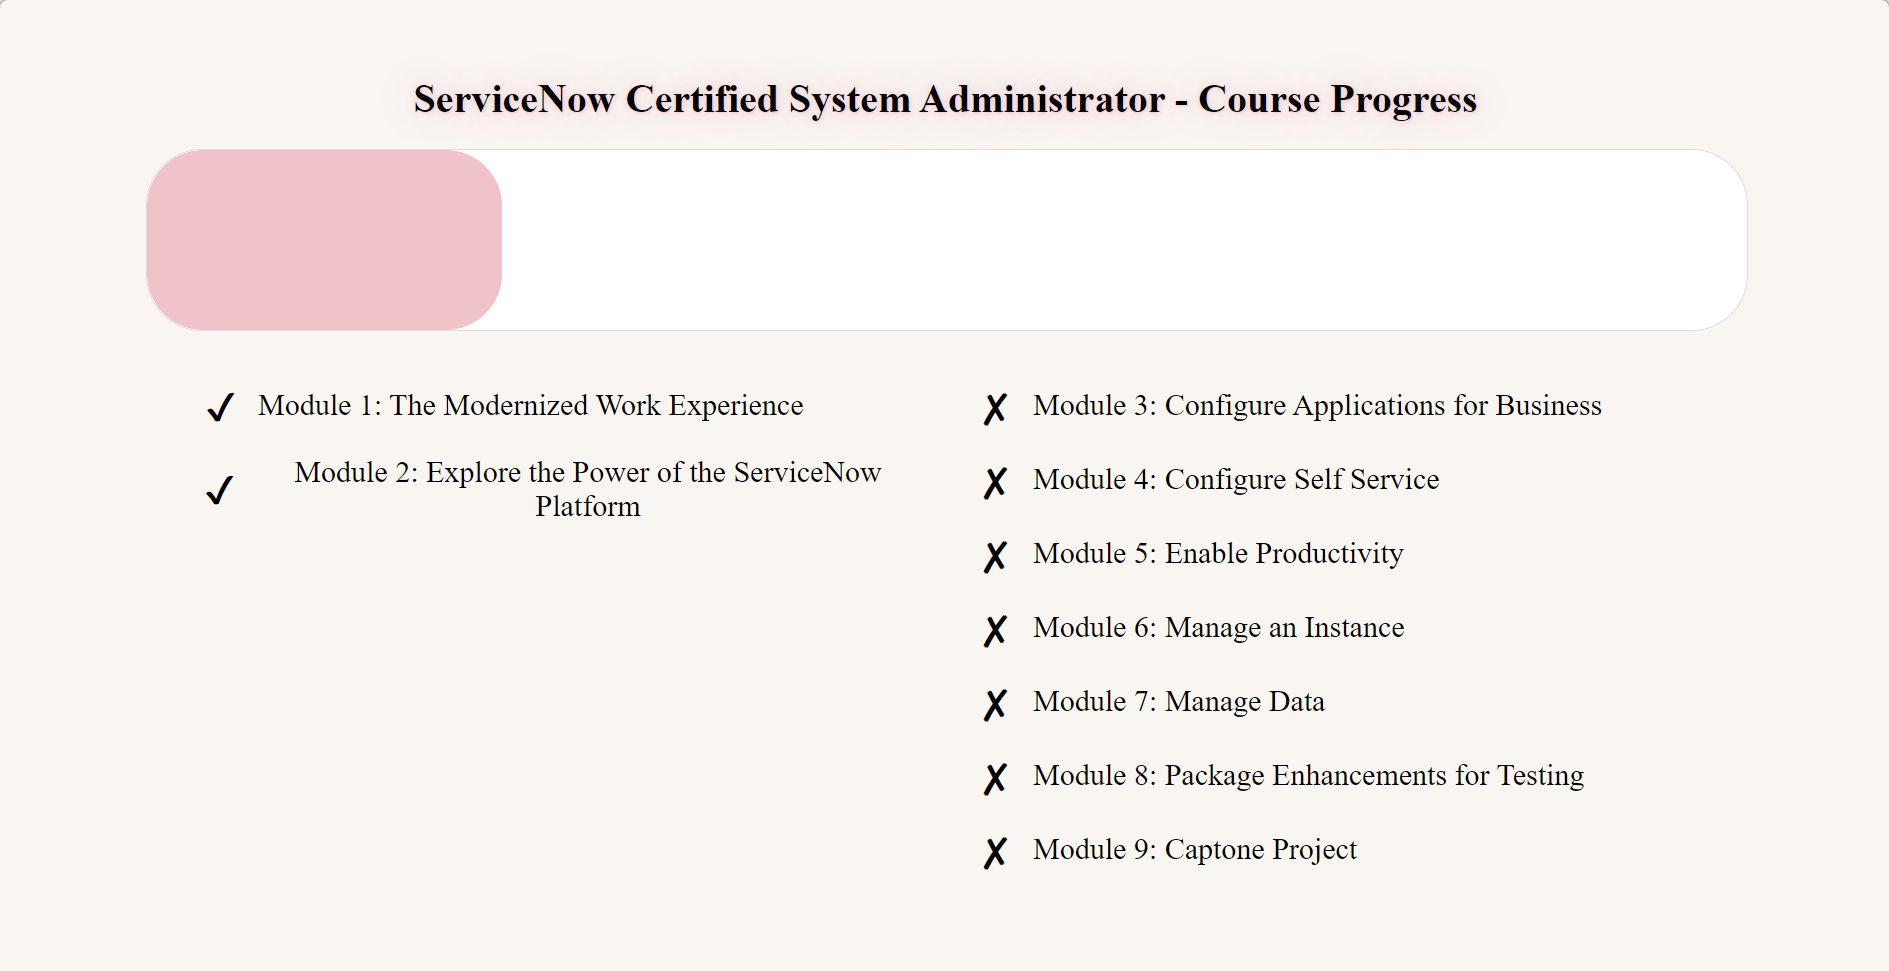 ServiceNow Certified System Administrator - Course Progress
✓ Module 1: The Modernized Work Experience
✓ Module 2: Explore the Power of the ServiceNow
Platform
✗ Module 3: Configure Applications for Business
✗ Module 4: Configure Self Service
✗ Module 5: Enable Productivity
✗ Module 6: Manage an Instance
✗ Module 7: Manage Data
✗ Module 8: Package Enhancements for Testing
✗ Module 9: Captone Project